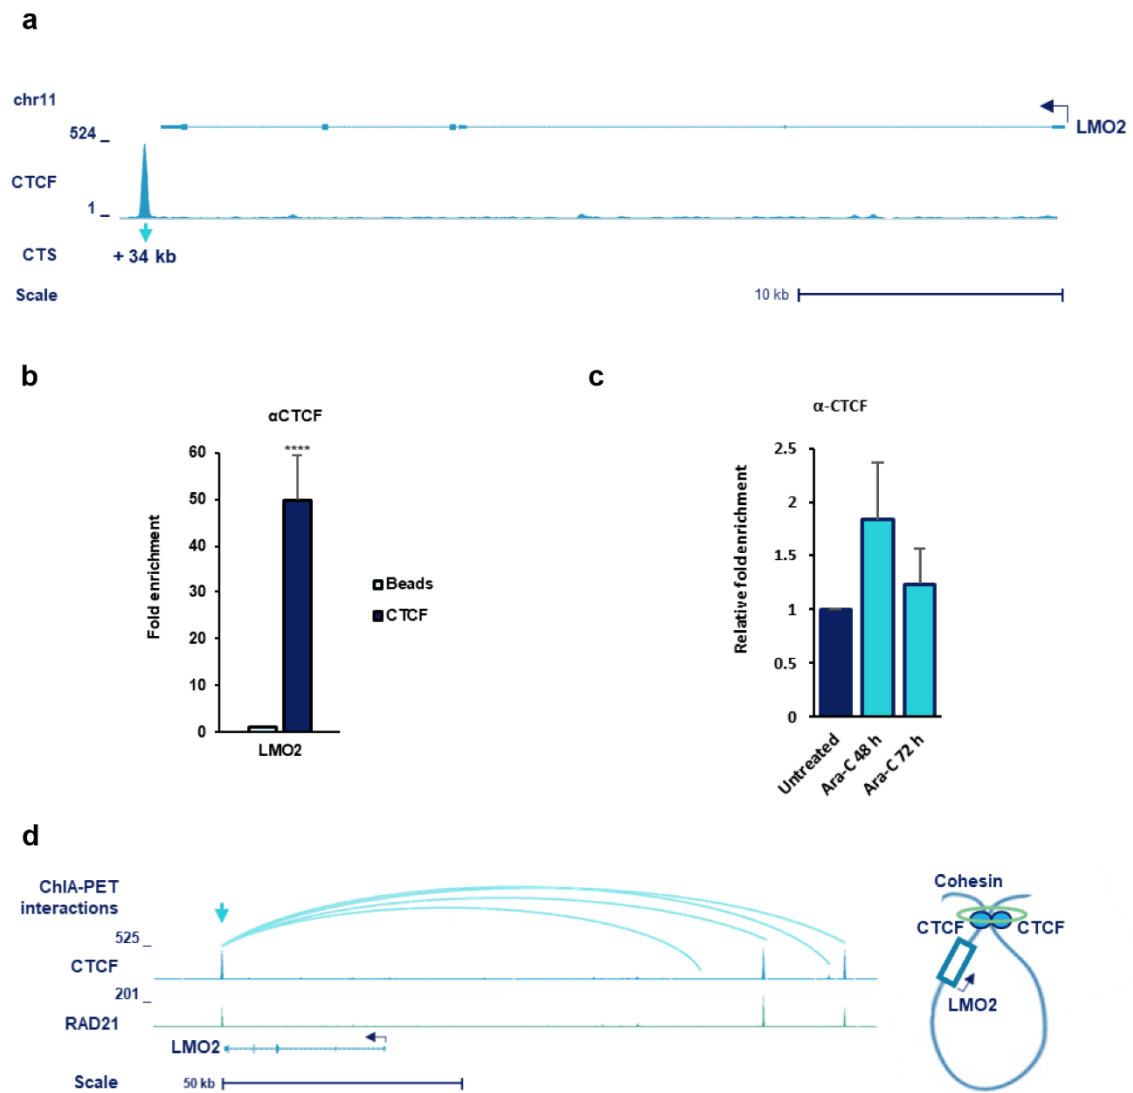 a
chr11
524
LMO2
CTCF
1
CTS
+ 34 kb
Scale
10 kb
b
αCTCF
****
60
50
40
30
20
10
0
Fold enrichment
LMO2
Beads
CTCF
c
α-CTCF
2.5
2
1.5
1
0.5
0
Relative foldenrichment
Untreated
Ara-C 48 h
Ara-C 72 h
d
ChIA-PET
interactions
525
CTCF
201
RAD21
LMO2
Scale
50 kb
Cohesin
CTCF CTCF
LMO2